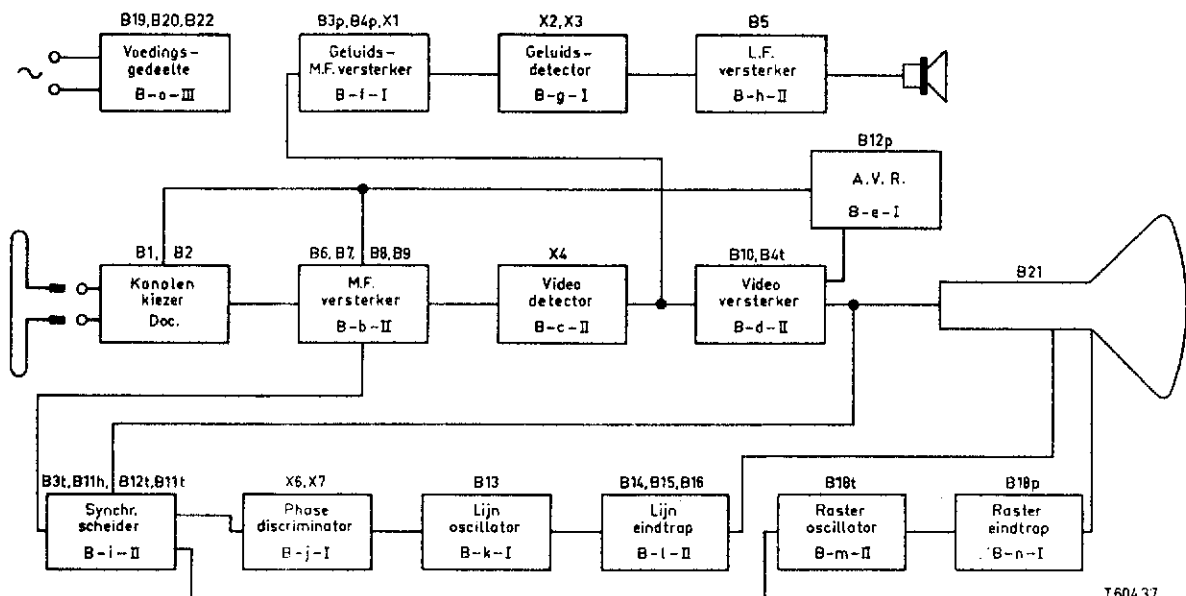 B19, B20, B22
Voedings-
gedeelte
B-a-III
B3p, B4p, X1
Geluids-
M.F. versterker
B-f-I
X2, X3
Geluids-
detector
B-g-I
B5
L.F.
versterker
B-h-II
B12p
A.V.R.
B-e-I
B1, B2
Kanalen
kiezer
Doc.
B6, B7, B8, B9
M.F.
versterker
B-b-II
X4
Video
detector
B-c-II
B10, B4t
Video
versterker
B-d-II
B21
B3t, B11h, B12t, B11t
Synchr.
scheider
B-i-II
X6, X7
Phase
discriminator
B-j-I
B13
Lijn
oscillator
B-k-I
B14, B15, B16
Lijn
eindtrap
B-l-II
B18t
Raster
oscillator
B-m-II
B18p
Raster
eindtrap
B-n-I
T60437